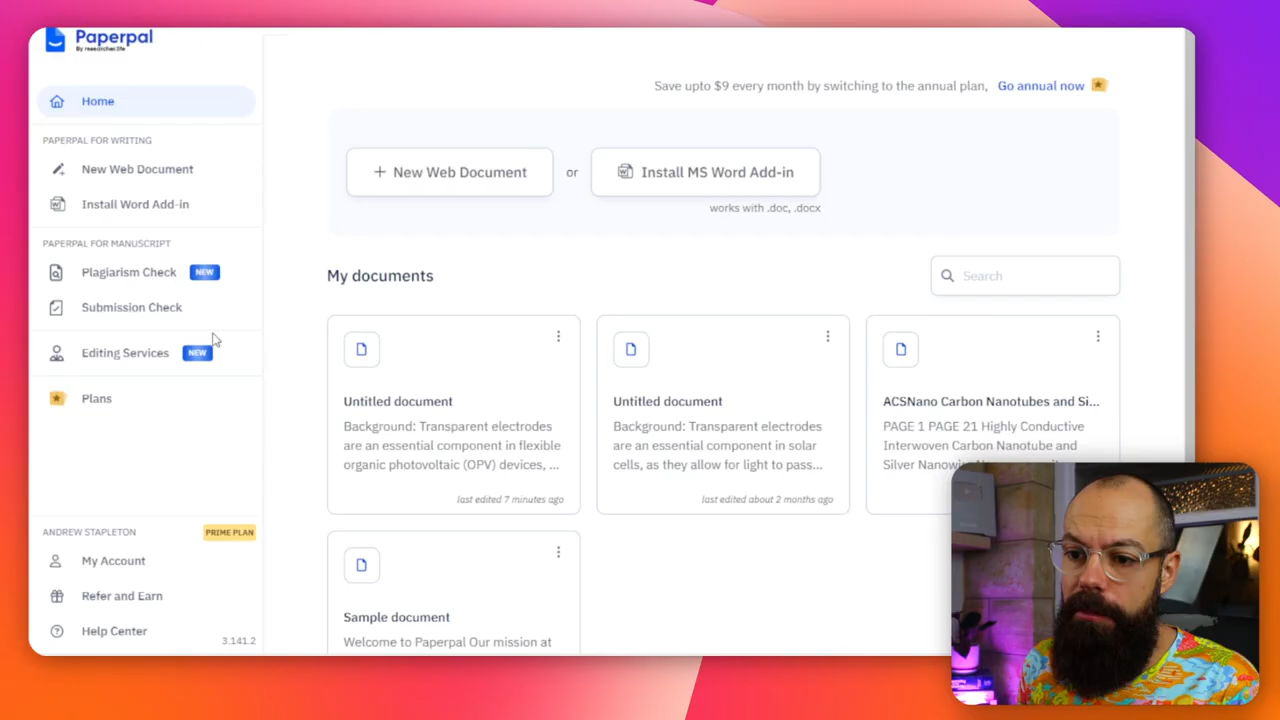 Paperpal
By researcher.life
Home
PAPERPAL FOR WRITING
New Web Document
Install Word Add-in
PAPERPAL FOR MANUSCRIPT
Plagiarism Check NEW
Submission Check
Editing Services NEW
Plans
ANDREW STAPLETON PRIME PLAN
My Account
Refer and Earn
Help Center
3.141.2
Save upto $9 every month by switching to the annual plan, Go annual now
+ New Web Document or Install MS Word Add-in
works with .doc, .docx
My documents
Search
Untitled document
Background: Transparent electrodes
are an essential component in flexible
organic photovoltaic (OPV) devices, ...
last edited 7 minutes ago
Untitled document
Background: Transparent electrodes
are an essential component in solar
cells, as they allow for light to pass...
last edited about 2 months ago
ACSNano Carbon Nanotubes and Si...
PAGE 1 PAGE 21 Highly Conductive
Interwoven Carbon Nanotube and
Silver
Sample document
Welcome to Paperpal Our mission at